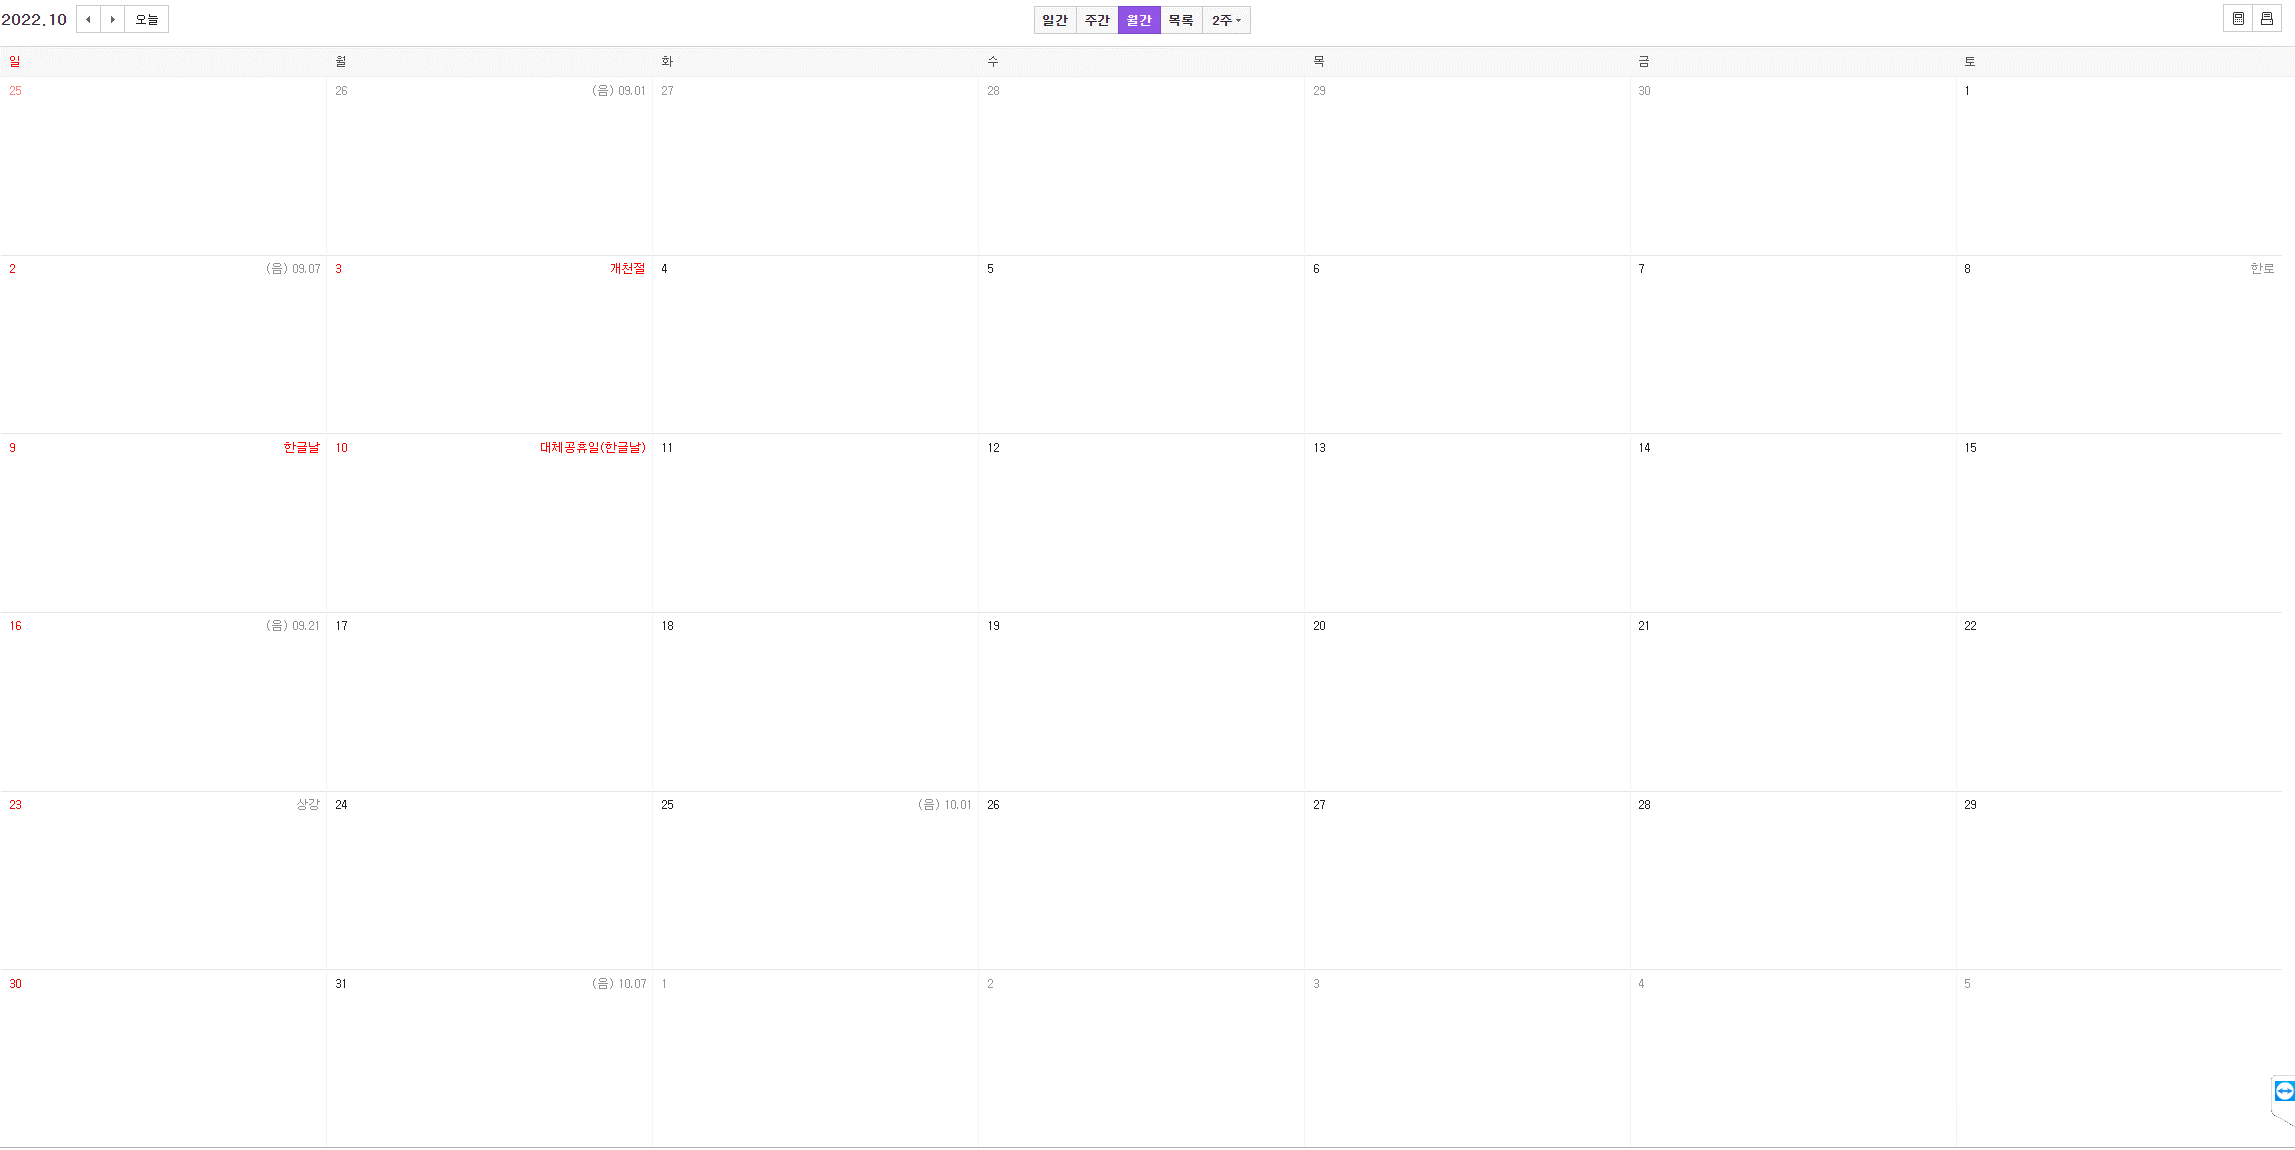 2022.10 오늘 일간 주간 월간 목록 2주
일 월 화 수 목 금 토
25 26 (음) 09.01 27 28 29 30 1
2 (음) 09.07 3 개천절 4 5 6 7 8 한로
9 한글날 10 대체공휴일(한글날) 11 12 13 14 15
16 (음) 09.21 17 18 19 20 21 22
23 상강 24 25 (음) 10.01 26 27 28 29
30 31 (음) 10.07 1 2 3 4 5